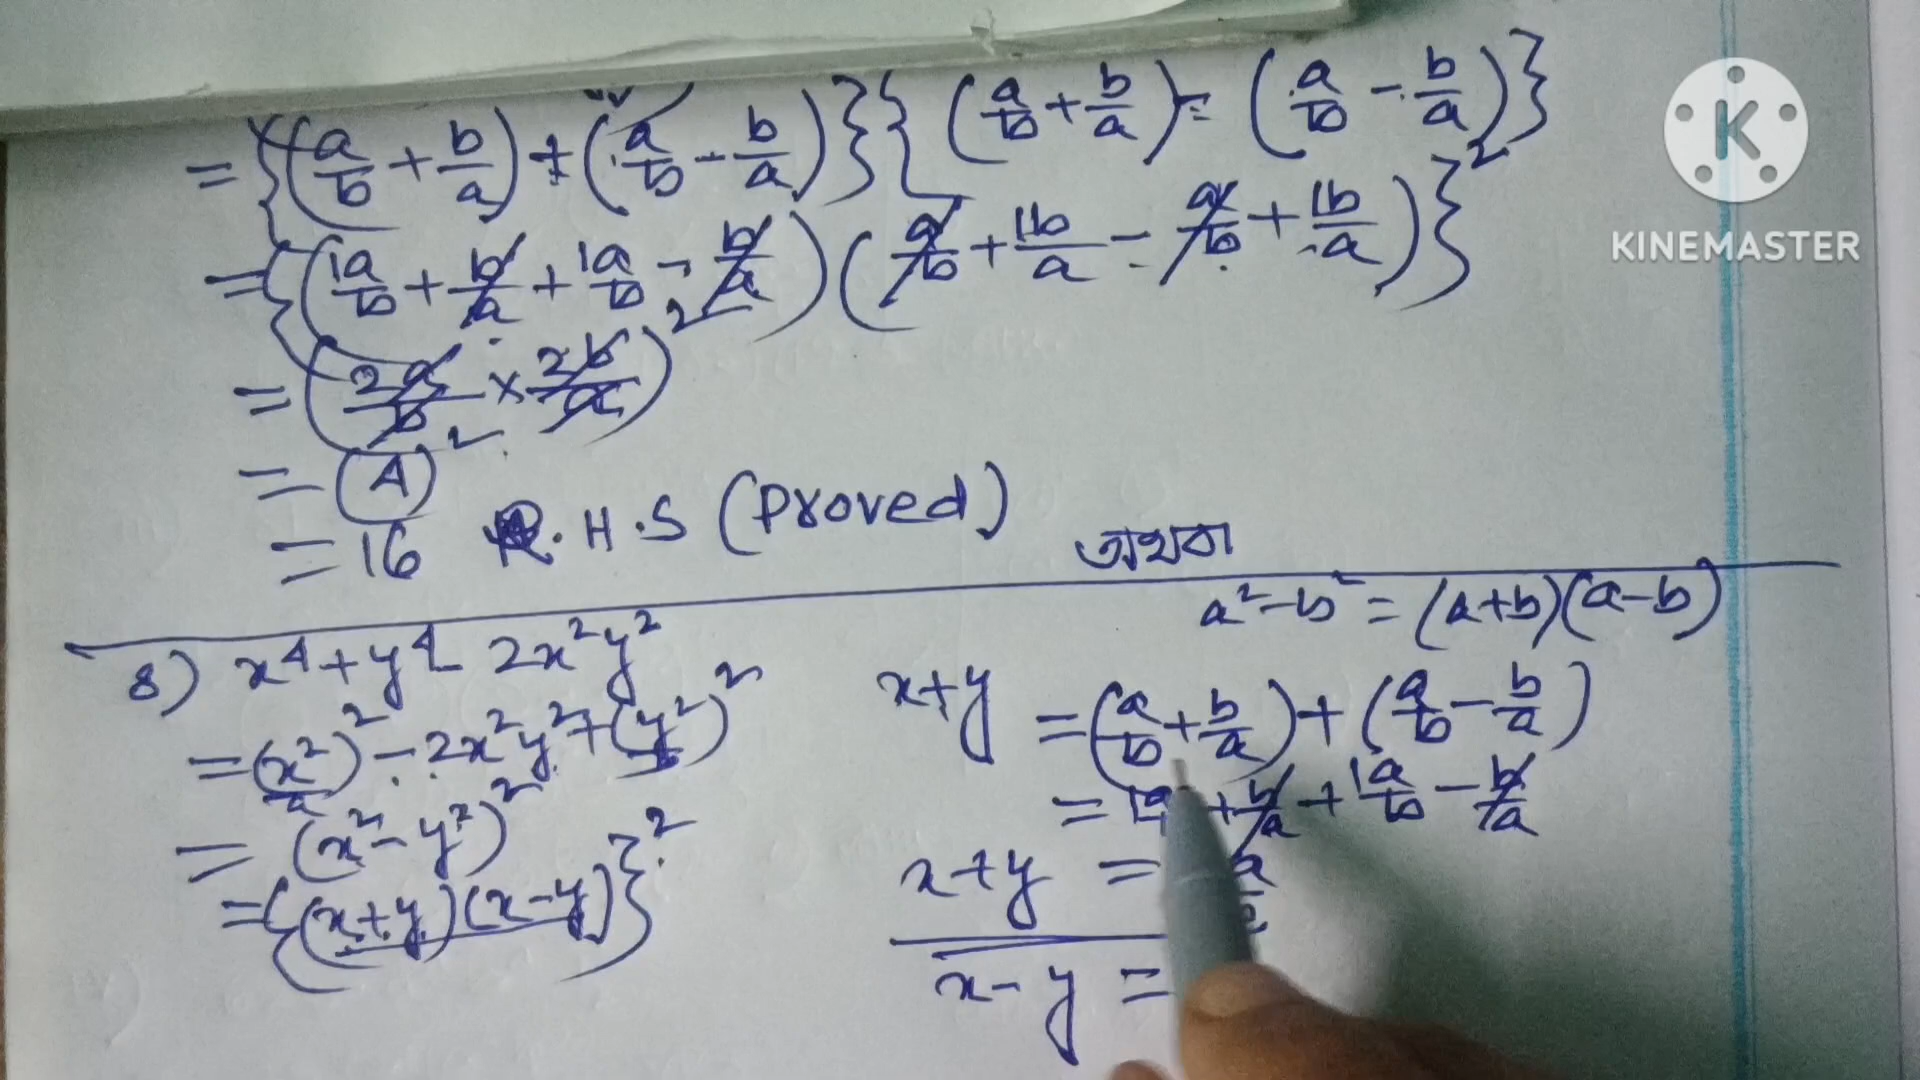 = {(a/b + b/a) + (a/b - b/a)}{(a/b + b/a) - (a/b - b/a)}
= {(a/b + b/a + a/b - b/a)(a/b + b/a - a/b + b/a)}²
= (2a/b × 2b/a)²
= (4)²
= 16 R.H.S (Proved)
অথবা
8) x⁴ + y⁴ - 2x²y²
= (x²)² - 2x²y² + (y²)²
= (x² - y²)²
= {(x+y)(x-y)}²
a² - b² = (a+b)(a-b)
x+y = (a/b + b/a) + (a/b - b/a)
+ b/a + a/b - b/a
x+y =
x-y =
KINEMASTER